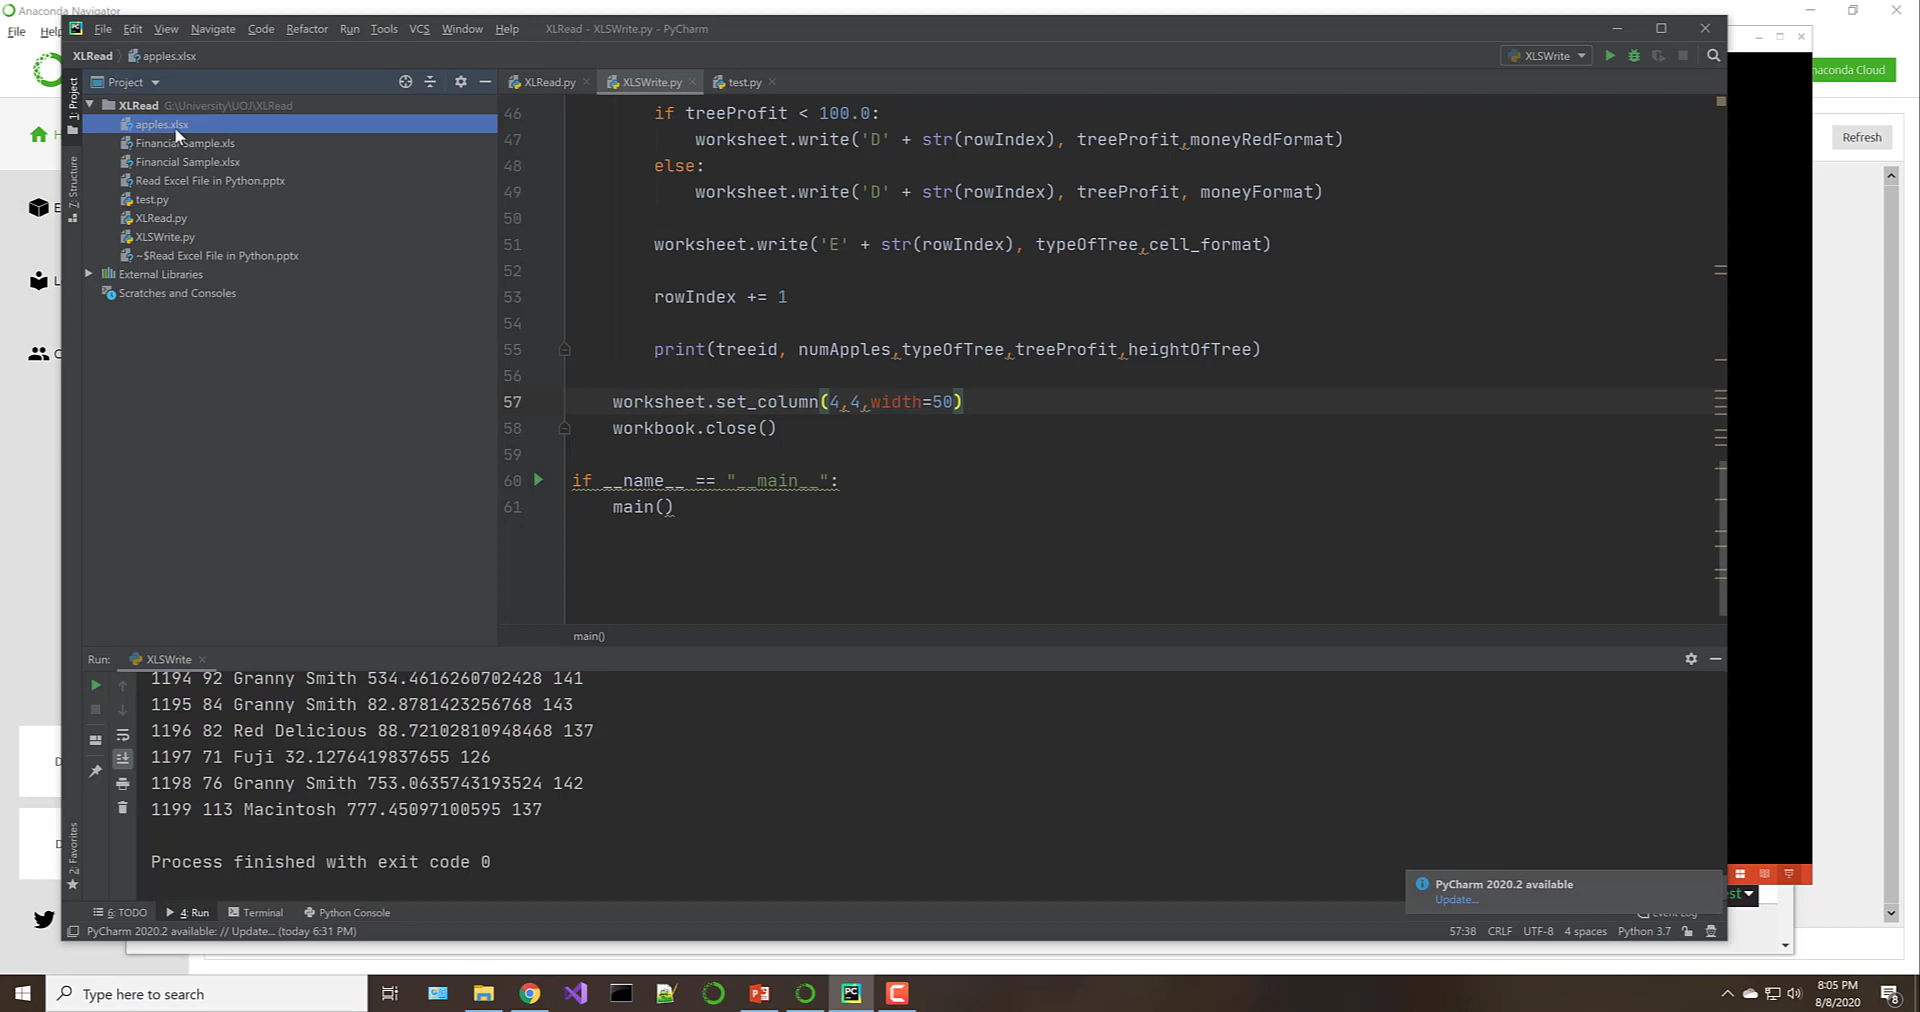 Anaconda Navigator
File Help
File Edit View Navigate Code Refactor Run Tools VCS Window Help XLRead - XLSWrite.py - PyCharm
XLRead apples.xlsx XLSWrite
Project XLRead.py XLSWrite.py test.py
1: Project
7: Structure
2: Favorites
XLRead G:\University\UOJ\XLRead
apples.xlsx
Financial Sample.xls
Financial Sample.xlsx
Read Excel File in Python.pptx
test.py
XLRead.py
XLSWrite.py
~$Read Excel File in Python.pptx
External Libraries
Scratches and Consoles
46 if treeProfit < 100.0:
47 worksheet.write('D' + str(rowIndex), treeProfit,moneyRedFormat)
48 else:
49 worksheet.write('D' + str(rowIndex), treeProfit, moneyFormat)
50
51 worksheet.write('E' + str(rowIndex), typeOfTree,cell_format)
52
53 rowIndex += 1
54
55 print(treeid, numApples,typeOfTree,treeProfit,heightOfTree)
56
57 worksheet.set_column(4,4,width=50)
58 workbook.close()
59
60 if __name__ == "__main__":
61 main()
main()
Run: XLSWrite
1194 92 Granny Smith 534.4616260702428 141
1195 84 Granny Smith 82.8781423256768 143
1196 82 Red Delicious 88.72102810948468 137
1197 71 Fuji 32.1276419837655 126
1198 76 Granny Smith 753.0635743193524 142
1199 113 Macintosh 777.45097100595 137
Process finished with exit code 0
PyCharm 2020.2 available
Update...
6: TODO 4: Run Terminal Python Console Event Log
PyCharm 2020.2 available: // Update... (today 6:31 PM) 57:38 CRLF UTF-8 4 spaces Python 3.7
naconda Cloud
Refresh
Type here to search
8:05 PM
8/8/2020
8